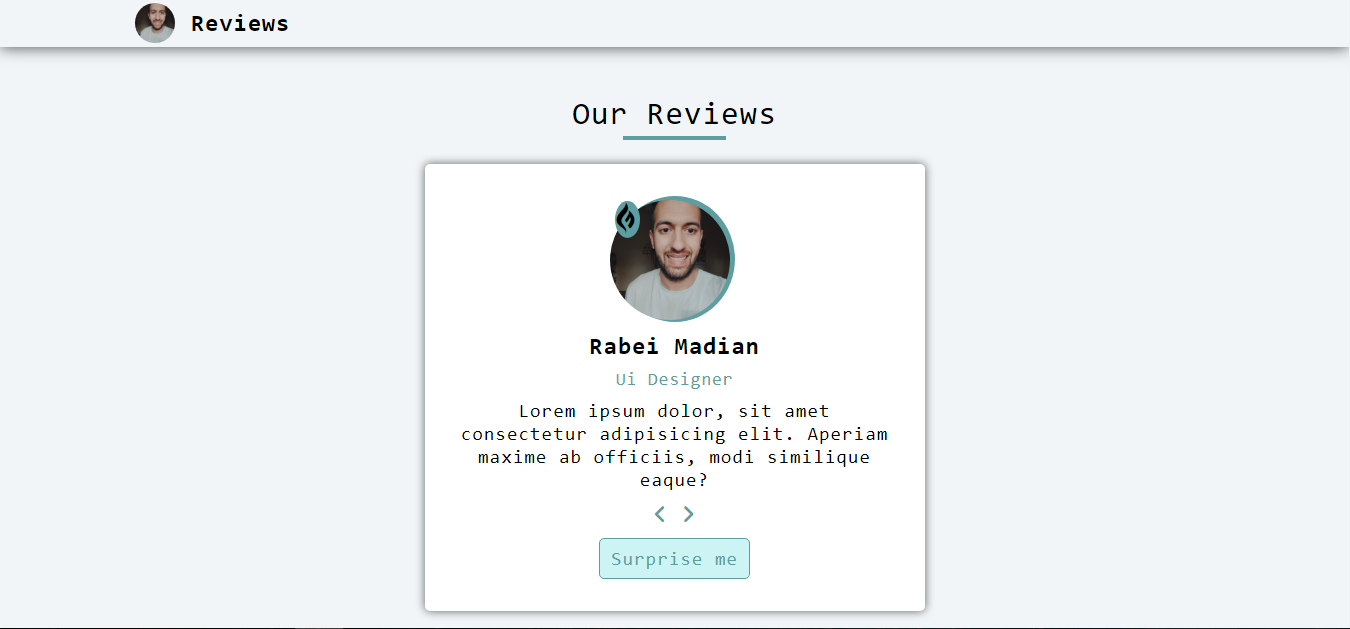 Reviews
Our Reviews
Rabei Madian
Ui Designer
Lorem ipsum dolor, sit amet
consectetur adipisicing elit. Aperiam
maxime ab officiis, modi similique
eaque?
Surprise me